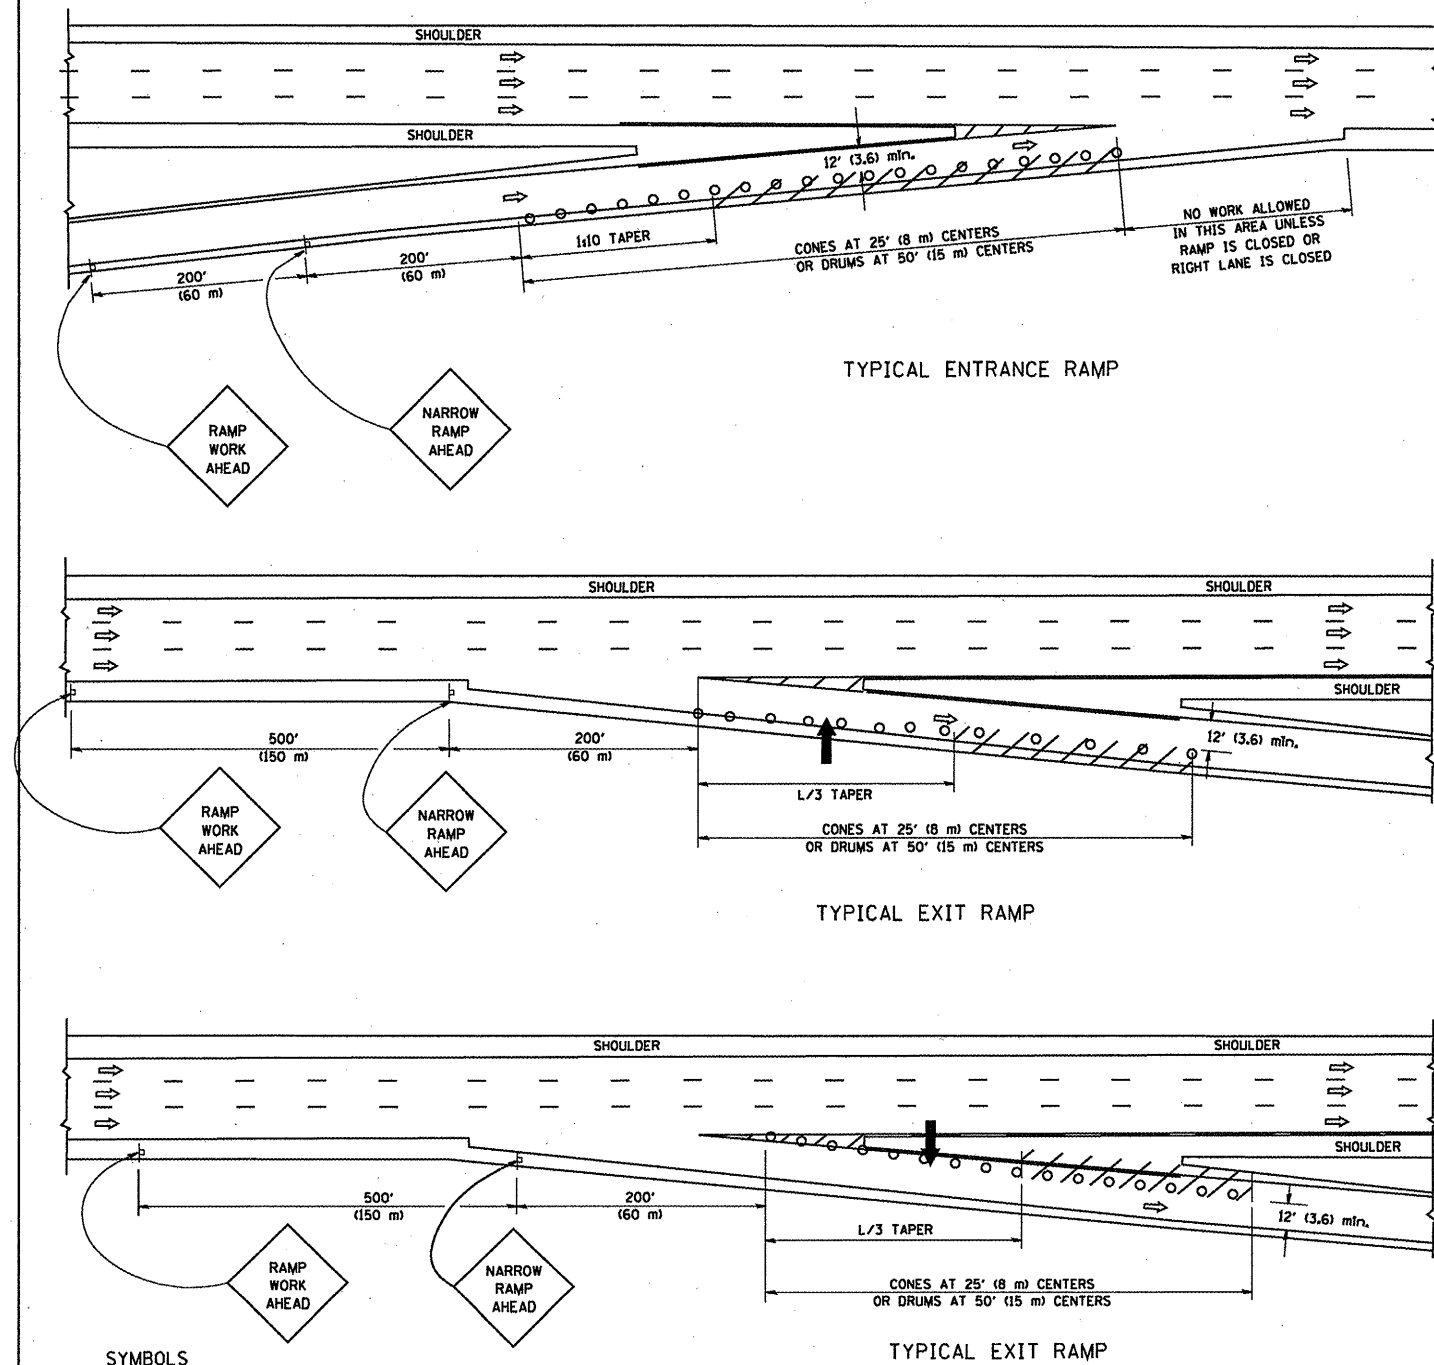 SHOULDER
SHOULDER
12' (3.6) min.
1:10 TAPER
CONES AT 25' (8 m) CENTERS
OR DRUMS AT 50' (15 m) CENTERS
NO WORK ALLOWED
IN THIS AREA UNLESS
RAMP IS CLOSED OR
RIGHT LANE IS CLOSED
200'
(60 m)
200'
(60 m)
TYPICAL ENTRANCE RAMP
RAMP
WORK
AHEAD
NARROW
RAMP
AHEAD
SHOULDER
SHOULDER
SHOULDER
500'
(150 m)
200'
(60 m)
12' (3.6) min.
L/3 TAPER
RAMP
WORK
AHEAD
NARROW
RAMP
AHEAD
CONES AT 25' (8 m) CENTERS
OR DRUMS AT 50' (15 m) CENTERS
TYPICAL EXIT RAMP
SHOULDER
SHOULDER
SHOULDER
500'
(150 m)
200'
(60 m)
12' (3.6) min.
L/3 TAPER
RAMP
WORK
AHEAD
NARROW
RAMP
AHEAD
CONES AT 25' (8 m) CENTERS
OR DRUMS AT 50' (15 m) CENTERS
TYPICAL EXIT RAMP
SYMBOLS